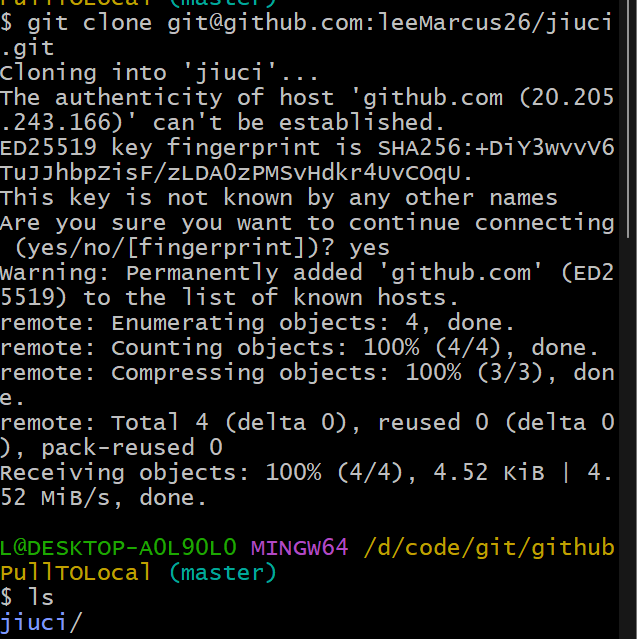 PullToLocal (master)
$ git clone git@github.com:leeMarcus26/jiuci
.git
Cloning into 'jiuci'...
The authenticity of host 'github.com (20.205
.243.166)' can't be established.
ED25519 key fingerprint is SHA256:+DiY3wvvV6
TuJJhbpZisF/zLDA0zPMSvHdkr4UvCOqU.
This key is not known by any other names
Are you sure you want to continue connecting
(yes/no/[fingerprint])? yes
Warning: Permanently added 'github.com' (ED2
5519) to the list of known hosts.
remote: Enumerating objects: 4, done.
remote: Counting objects: 100% (4/4), done.
remote: Compressing objects: 100% (3/3), don
e.
remote: Total 4 (delta 0), reused 0 (delta 0
), pack-reused 0
Receiving objects: 100% (4/4), 4.52 KiB | 4.
52 MiB/s, done.
L@DESKTOP-A0L90L0 MINGW64 /d/code/git/github
PullTOLocal (master)
$ ls
jiuci/